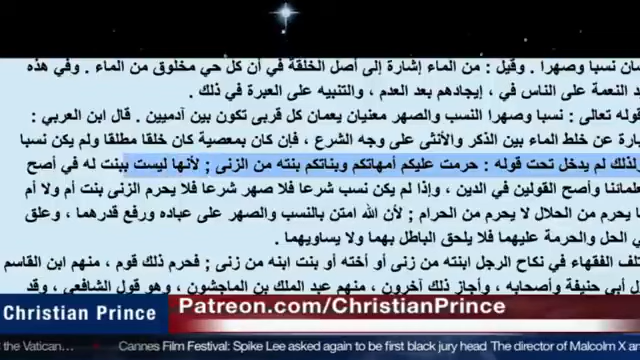 سان نسبا وصهرا . وقيل : من الماء إشارة إلى أصل الخلقة في أن كل حي مخلوق من الماء . وفي هذه
د النعمة على الناس في ، إيجادهم بعد العدم ، والتنبيه على العبرة في ذلك .
قوله تعالى : نسبا وصهرا النسب والصهر معنيان يعمان كل قربى تكون بين آدميين . قال ابن العربي :
بارة عن خلط الماء بين الذكر والأنثى على وجه الشرع ، فإن كان بمعصية كان خلقا مطلقا ولم يكن نسبا
لذلك لم يدخل تحت قوله : حرمت عليكم أمهاتكم وبناتكم بنته من الزنى ; لأنها ليست ببنت له في أصح
علمائنا وأصح القولين في الدين ، وإذا لم يكن نسب شرعا فلا صهر شرعا فلا يحرم الزنى بنت أم ولا أم
ا يحرم من الحلال لا يحرم من الحرام ; لأن الله امتن بالنسب والصهر على عباده ورفع قدرهما ، وعلق
في الحل والحرمة عليهما فلا يلحق الباطل بهما ولا يساويهما .
تلف الفقهاء في نكاح الرجل ابنته من زنى أو أخته أو بنت ابنه من زنى ; فحرم ذلك قوم ، منهم ابن القاسم
ل أبي حنيفة وأصحابه ، وأجاز ذلك آخرون ، منهم عبد الملك بن الماجشون ، وهو قول الشافعي ، وقد
Christian Prince Patreon.com/ChristianPrince
the Vatican… Cannes Film Festival: Spike Lee asked again to be first black jury head The director of Malcolm X an